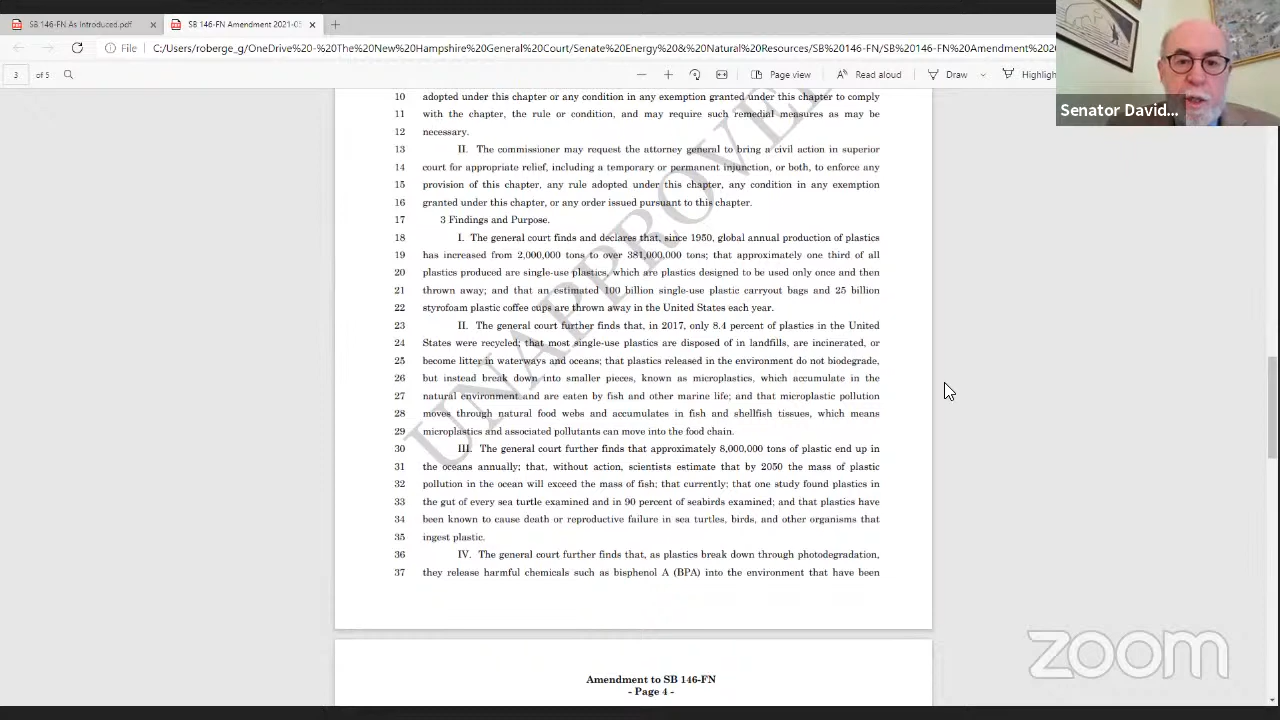 SB 146-FN As Introduced.pdf
SB 146-FN Amendment 2021-05
File
C:/Users/roberge_g/OneDrive%20-%20The%20New%20Hampshire%20General%20Court/Senate%20Energy%20&%20Natural%20Resources/SB%20146-FN/SB%20146-FN%20Amendment%202
3 of 5
Page view
Read aloud
Draw
Highligh
Senator David...
10 adopted under this chapter or any condition in any exemption granted under this chapter to comply
11 with the chapter, the rule or condition, and may require such remedial measures as may be
12 necessary.
13 II. The commissioner may request the attorney general to bring a civil action in superior
14 court for appropriate relief, including a temporary or permanent injunction, or both, to enforce any
15 provision of this chapter, any rule adopted under this chapter, any condition in any exemption
16 granted under this chapter, or any order issued pursuant to this chapter.
17 3 Findings and Purpose.
18 I. The general court finds and declares that, since 1950, global annual production of plastics
19 has increased from 2,000,000 tons to over 381,000,000 tons; that approximately one third of all
20 plastics produced are single-use plastics, which are plastics designed to be used only once and then
21 thrown away; and that an estimated 100 billion single-use plastic carryout bags and 25 billion
22 styrofoam plastic coffee cups are thrown away in the United States each year.
23 II. The general court further finds that, in 2017, only 8.4 percent of plastics in the United
24 States were recycled; that most single-use plastics are disposed of in landfills, are incinerated, or
25 become litter in waterways and oceans; that plastics released in the environment do not biodegrade,
26 but instead break down into smaller pieces, known as microplastics, which accumulate in the
27 natural environment and are eaten by fish and other marine life; and that microplastic pollution
28 moves through natural food webs and accumulates in fish and shellfish tissues, which means
29 microplastics and associated pollutants can move into the food chain.
30 III. The general court further finds that approximately 8,000,000 tons of plastic end up in
31 the oceans annually; that, without action, scientists estimate that by 2050 the mass of plastic
32 pollution in the ocean will exceed the mass of fish; that currently; that one study found plastics in
33 the gut of every sea turtle examined and in 90 percent of seabirds examined; and that plastics have
34 been known to cause death or reproductive failure in sea turtles, birds, and other organisms that
35 ingest plastic.
36 IV. The general court further finds that, as plastics break down through photodegradation,
37 they release harmful chemicals such as bisphenol A (BPA) into the environment that have been
UNAPPROVE
Amendment to SB 146-FN
- Page 4 -
zoom